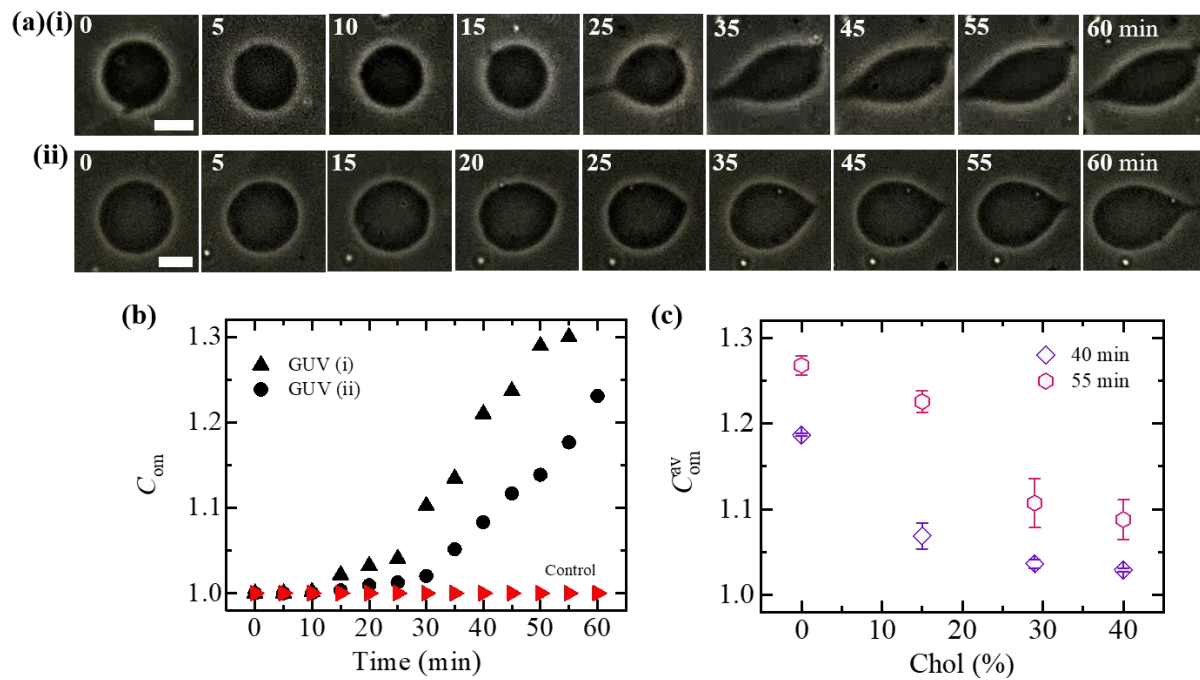 (a)(i) 0 5 10 15 25 35 45 55 60 min
(ii) 0 5 15 20 25 35 45 55 60 min
(b)
1.3
1.2
1.1
1.0
C_om
GUV (i)
GUV (ii)
Control
0 10 20 30 40 50 60
Time (min)
(c)
1.3
1.2
1.1
1.0
C_om^av
40 min
55 min
0 10 20 30 40
Chol (%)